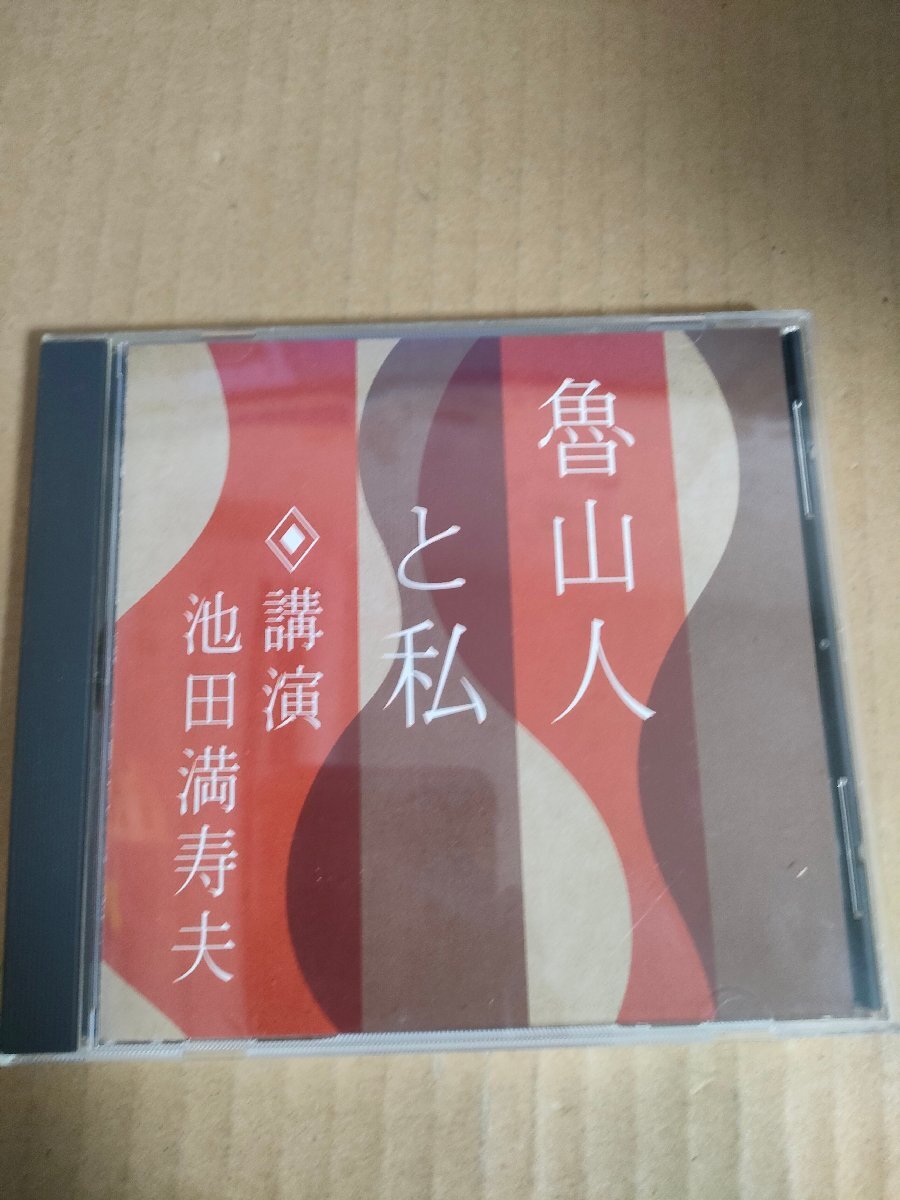 魯山人
と私
講演
池田満寿夫